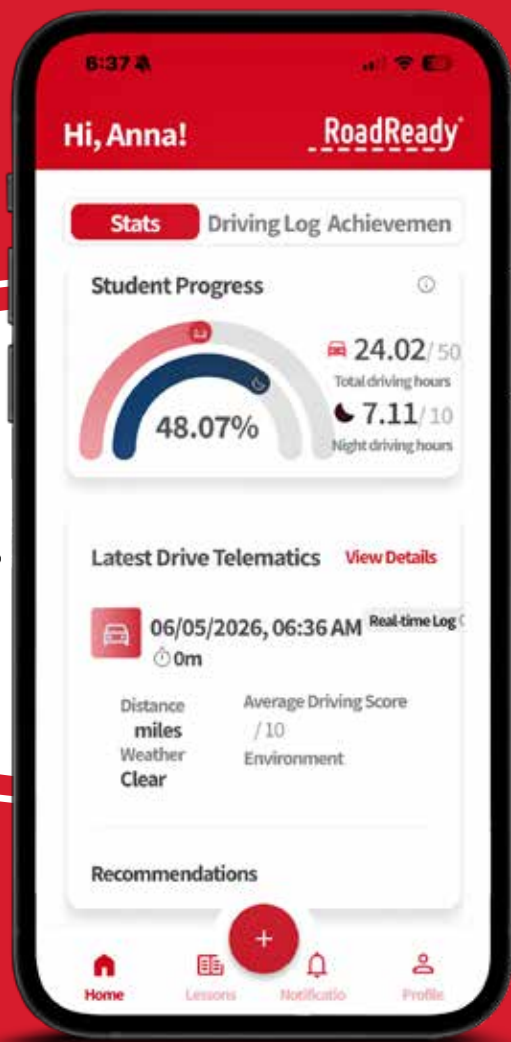 6:37
Hi, Anna!
RoadReady
Stats Driving Log Achievemen
Student Progress
24.02/50
Total driving hours
48.07%
7.11/10
Night driving hours
Latest Drive Telematics View Details
06/05/2026, 06:36 AM Real-time Log
0m
Distance Average Driving Score
miles /10
Weather Environment
Clear
Recommendations
+
Home Lessons Notificatio Profile